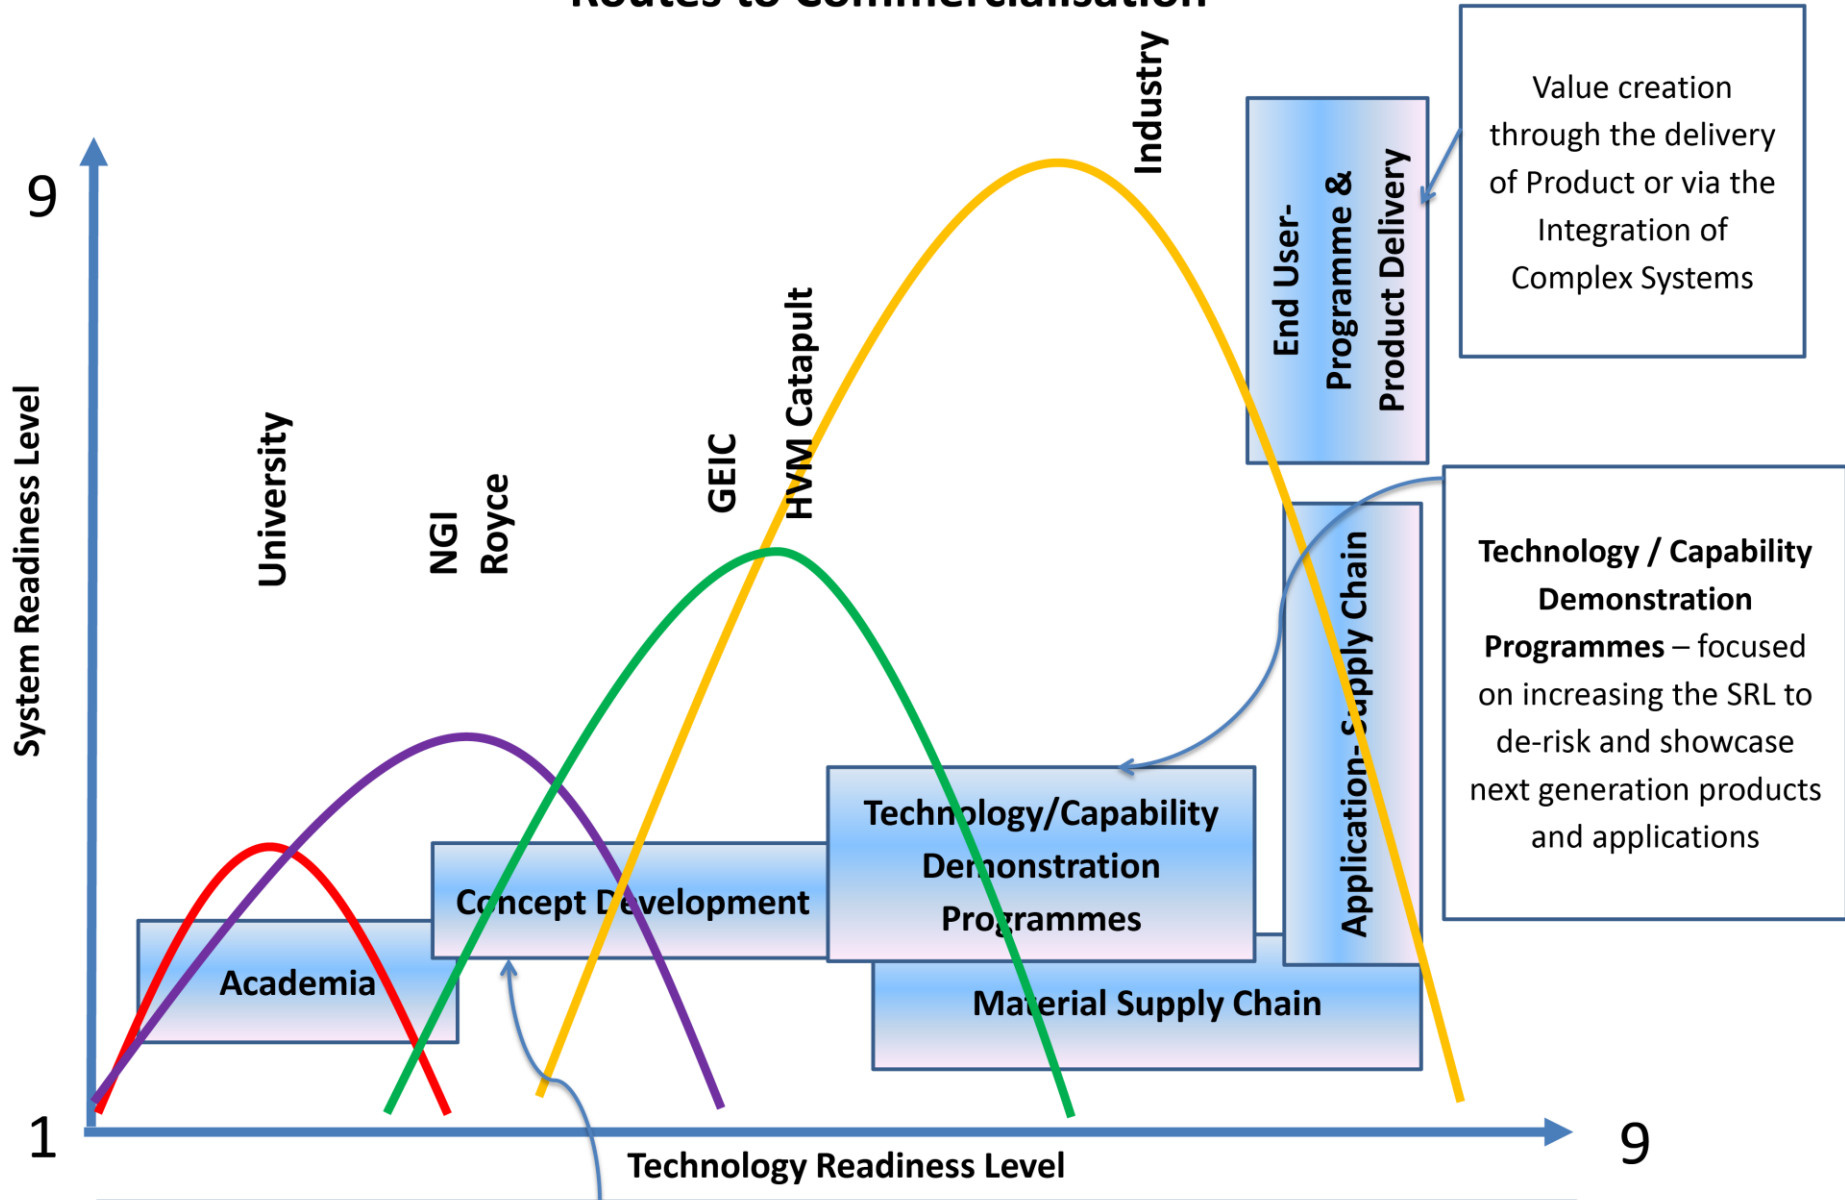 Routes to Commercialisation
Industry
Value creation
through the delivery
of Product or via the
Integration of
Complex Systems
9
End User-
Programme &
Product Delivery
System Readiness Level
University
NGI
Royce
GEIC
HVM Catapult
Technology / Capability
Demonstration
Programmes – focused
on increasing the SRL to
de-risk and showcase
next generation products
and applications
Application- Supply Chain
Technology/Capability
Demonstration
Programmes
Concept Development
Academia
Material Supply Chain
1
Technology Readiness Level
9